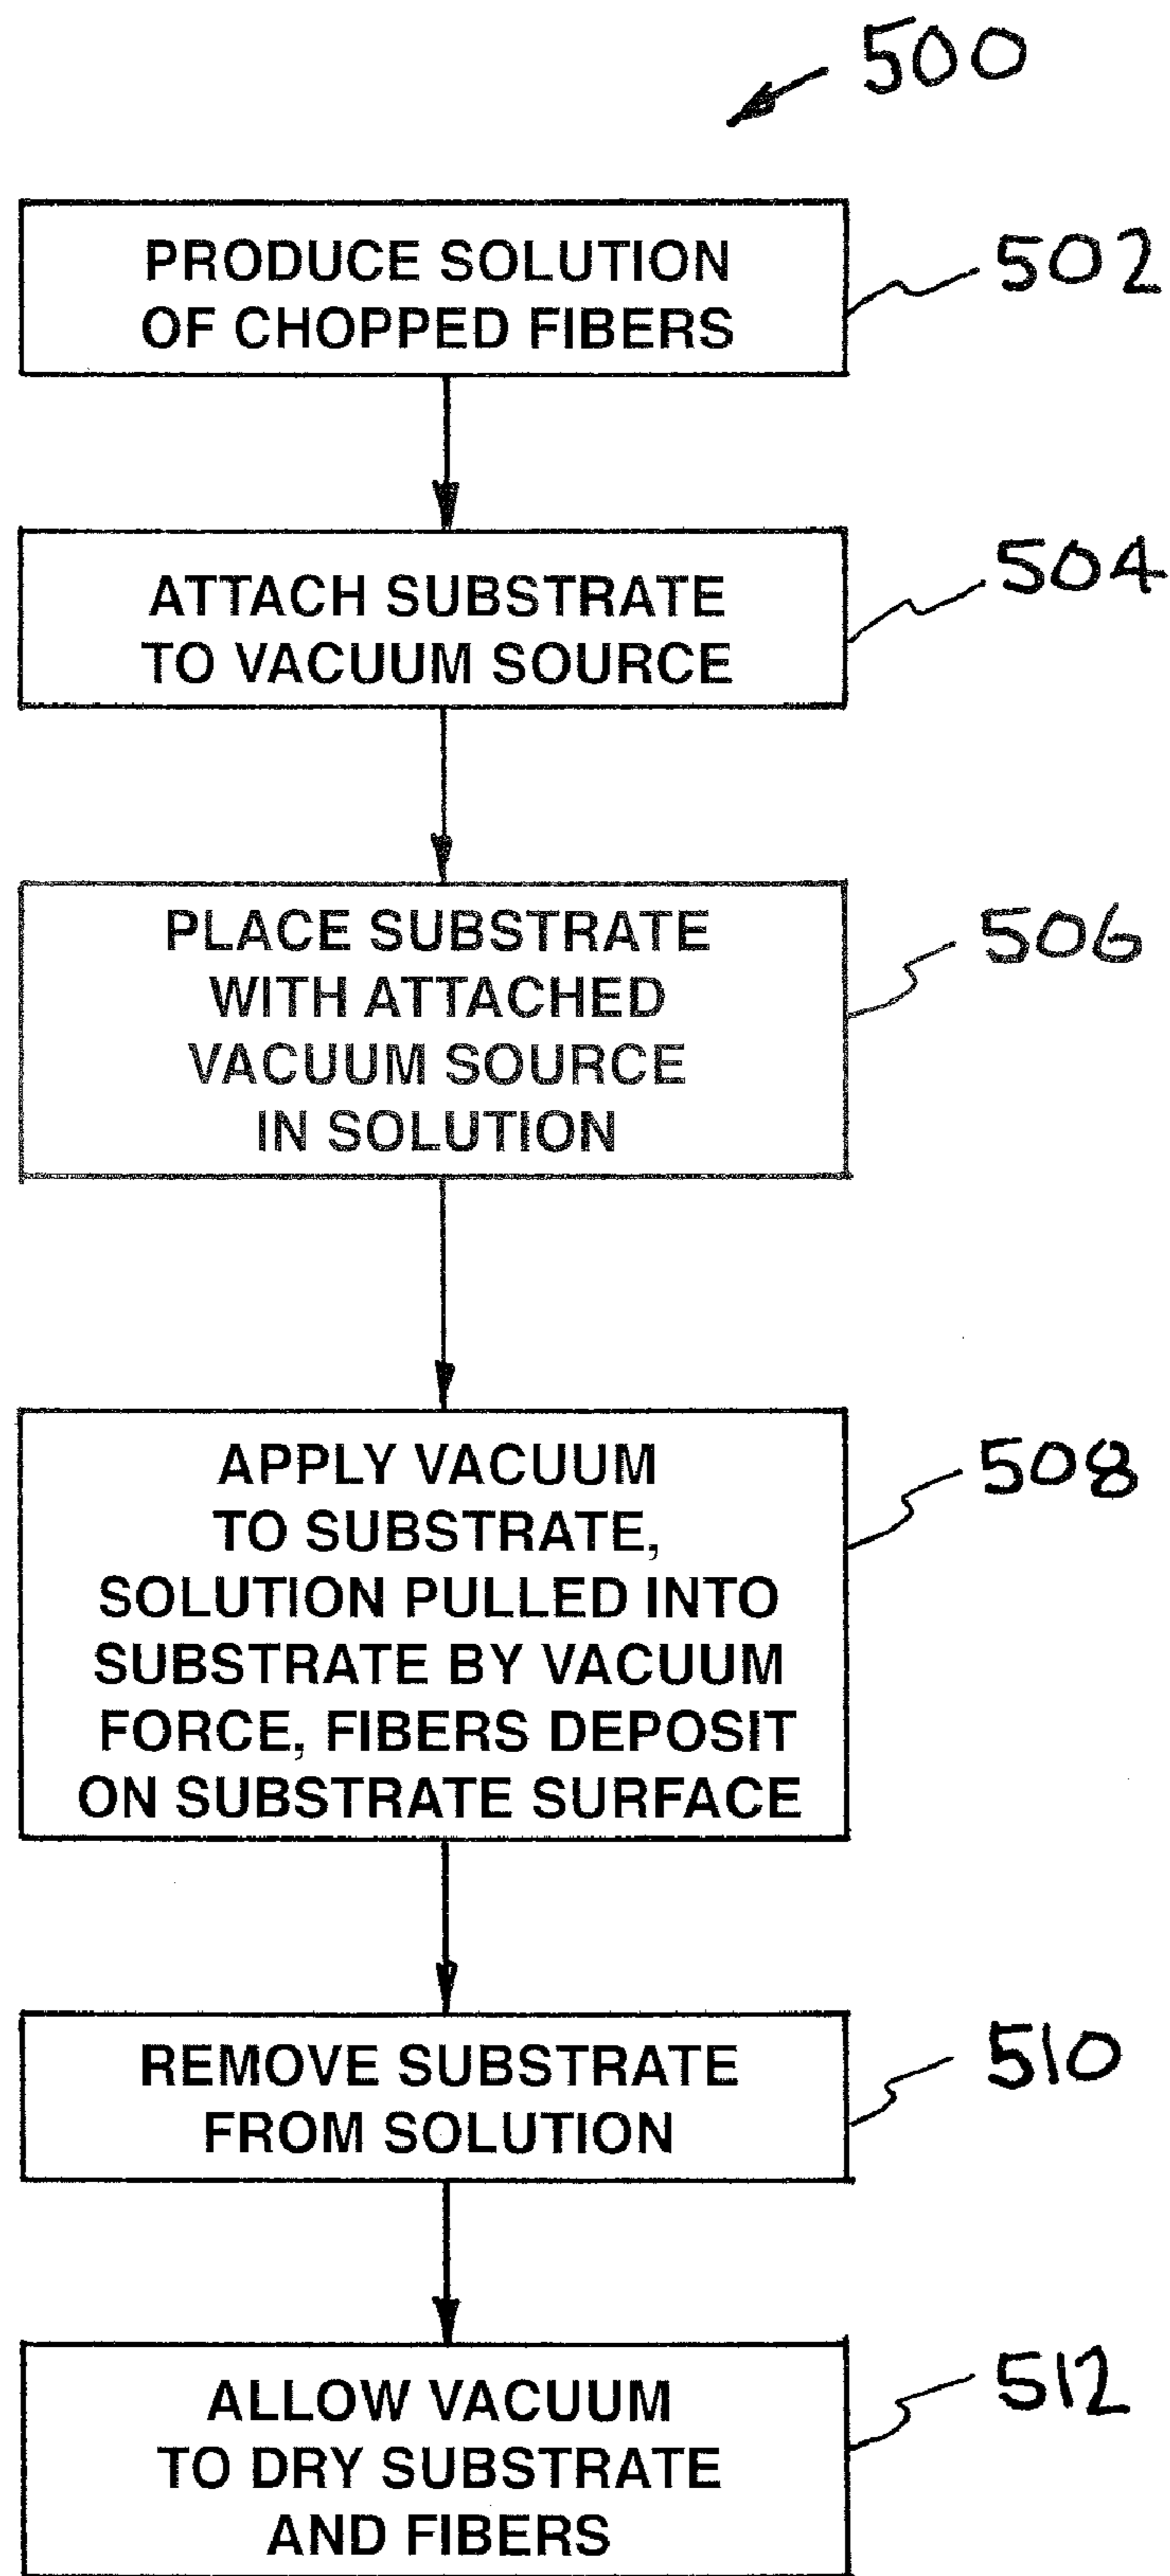 500
PRODUCE SOLUTION
OF CHOPPED FIBERS
502
ATTACH SUBSTRATE
TO VACUUM SOURCE
504
PLACE SUBSTRATE
WITH ATTACHED
VACUUM SOURCE
IN SOLUTION
506
APPLY VACUUM
TO SUBSTRATE,
SOLUTION PULLED INTO
SUBSTRATE BY VACUUM
FORCE, FIBERS DEPOSIT
ON SUBSTRATE SURFACE
508
REMOVE SUBSTRATE
FROM SOLUTION
510
ALLOW VACUUM
TO DRY SUBSTRATE
AND FIBERS
512